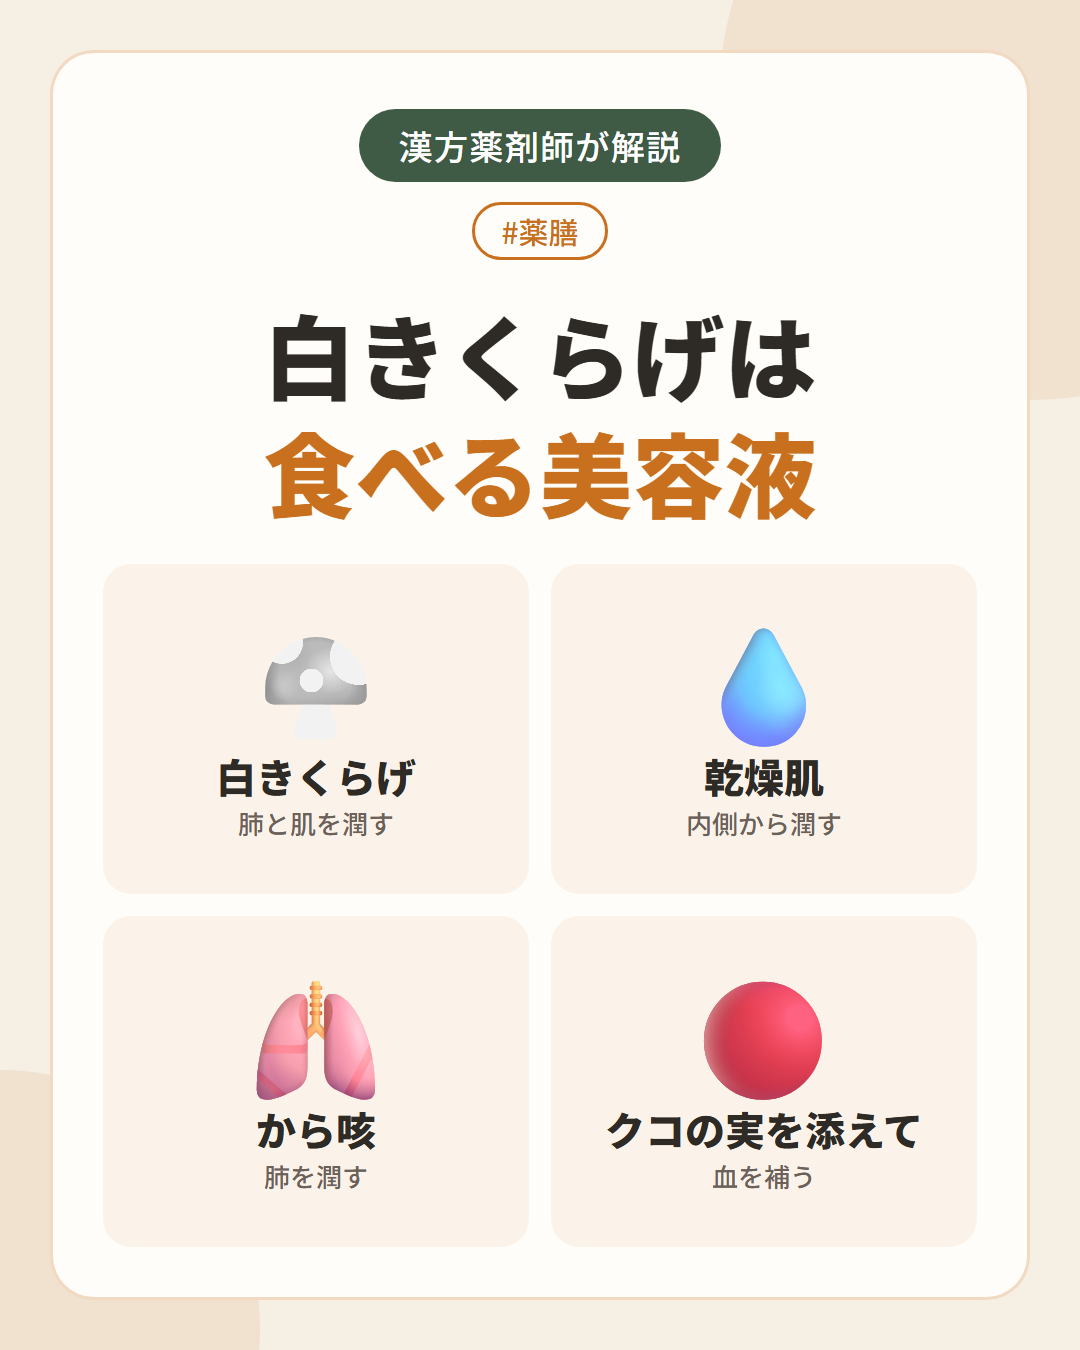 漢方薬剤師が解説
#薬膳
白きくらげは
食べる美容液
白きくらげ
肺と肌を潤す
乾燥肌
内側から潤す
から咳
肺を潤す
クコの実を添えて
血を補う